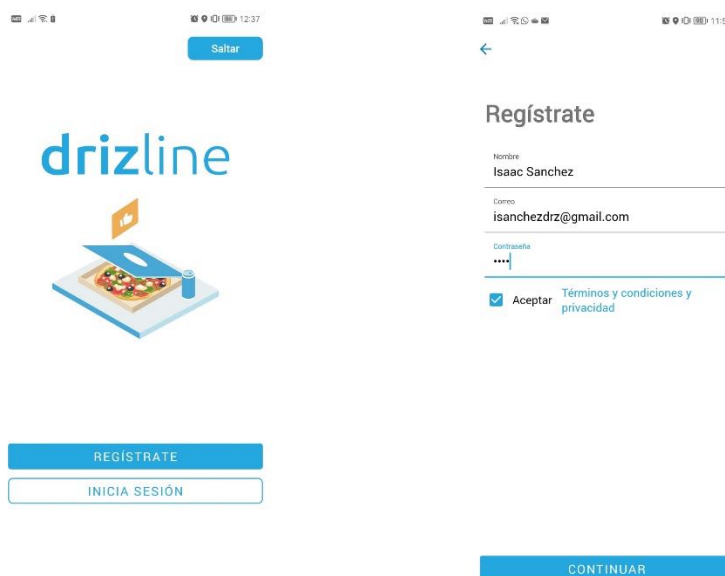 12:37
Saltar
drizline
REGÍSTRATE
INICIA SESIÓN
Regístrate
Nombre
Isaac Sanchez
Correo
isanchezdrz@gmail.com
Contraseña
••••
Aceptar
Términos y condiciones y
privacidad
CONTINUAR